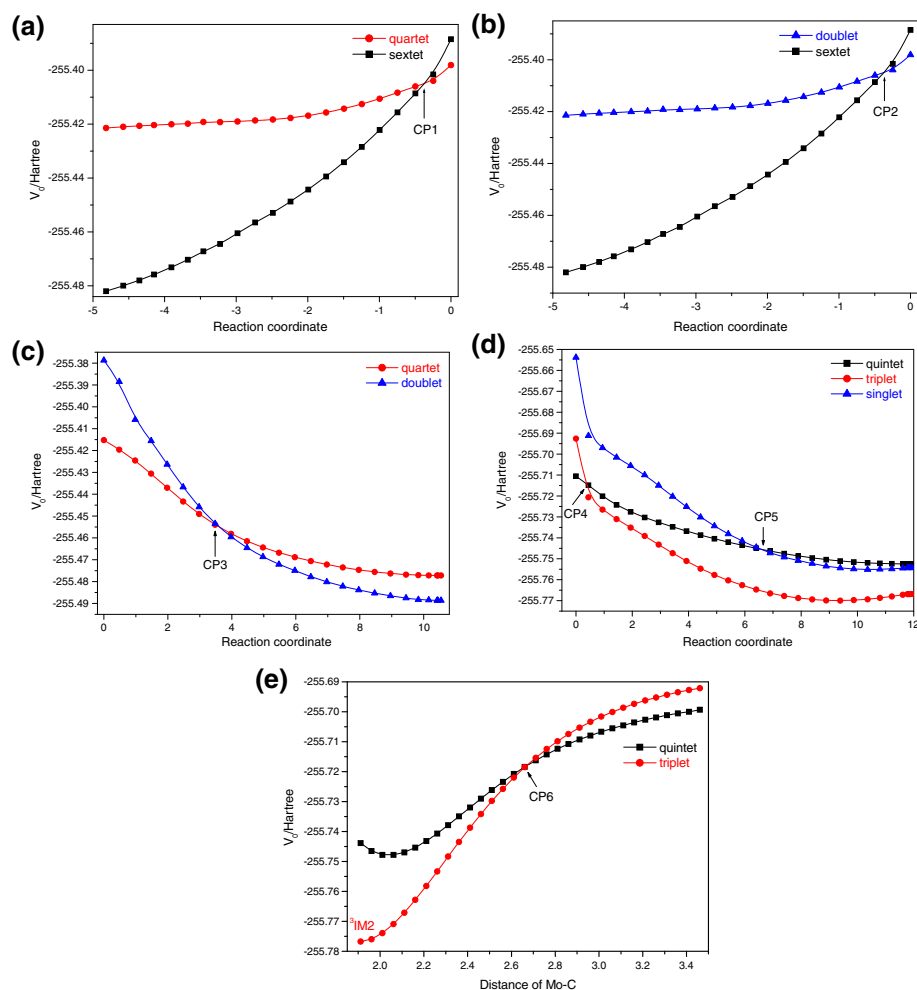 (a)
quartet
sextet
-255.40
-255.42
-255.44
-255.46
-255.48
V0/Hartree
CP1
-5 -4 -3 -2 -1 0
Reaction coordinate
(b)
doublet
sextet
-255.40
-255.42
-255.44
-255.46
-255.48
V0/Hartree
CP2
-5 -4 -3 -2 -1 0
Reaction coordinate
(c)
quartet
doublet
-255.38
-255.39
-255.40
-255.41
-255.42
-255.43
-255.44
-255.45
-255.46
-255.47
-255.48
-255.49
V0/Hartree
CP3
0 2 4 6 8 10
Reaction coordinate
(d)
quintet
triplet
singlet
-255.65
-255.66
-255.68
-255.69
-255.70
-255.71
-255.72
-255.73
-255.74
-255.75
-255.76
-255.77
V0/Hartree
CP4
CP5
0 2 4 6 8 10 12
Reaction coordinate
(e)
quintet
triplet
-255.69
-255.70
-255.71
-255.72
-255.73
-255.74
-255.75
-255.76
-255.77
-255.78
V0/Hartree
CP6
3IM2
2.0 2.2 2.4 2.6 2.8 3.0 3.2 3.4
Distance of Mo-C